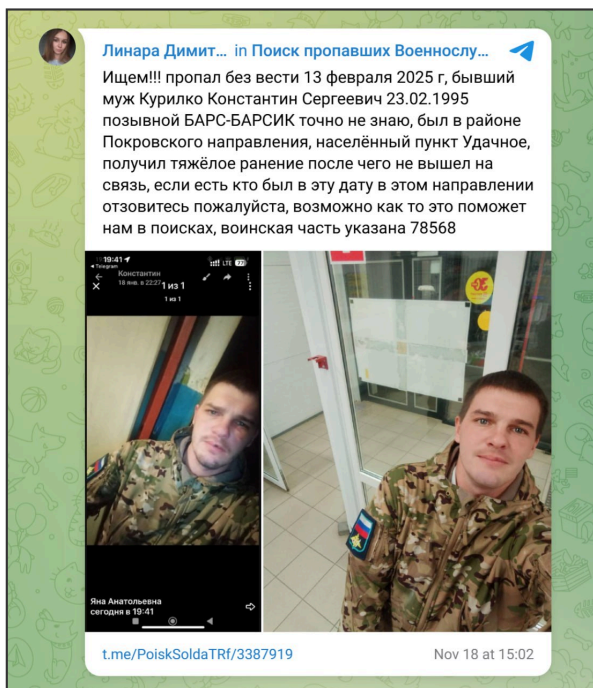 Линара Димит... in Поиск пропавших Военнослу...
Ищем!!! пропал без вести 13 февраля 2025 г, бывший
муж Курилко Константин Сергеевич 23.02.1995
позывной БАРС-БАРСИК точно не знаю, был в районе
Покровского направления, населённый пункт Удачное,
получил тяжёлое ранение после чего не вышел на
связь, если есть кто был в эту дату в этом направлении
отзовитесь пожалуйста, возможно как то это поможет
нам в поисках, воинская часть указана 78568
19:41
LTE 77
Telegram
Константин
18 янв. в 22:27
1 из 1
1 из 1
Яна Анатольевна
сегодня в 19:41
t.me/PoiskSoldaTRf/3387919
Nov 18 at 15:02